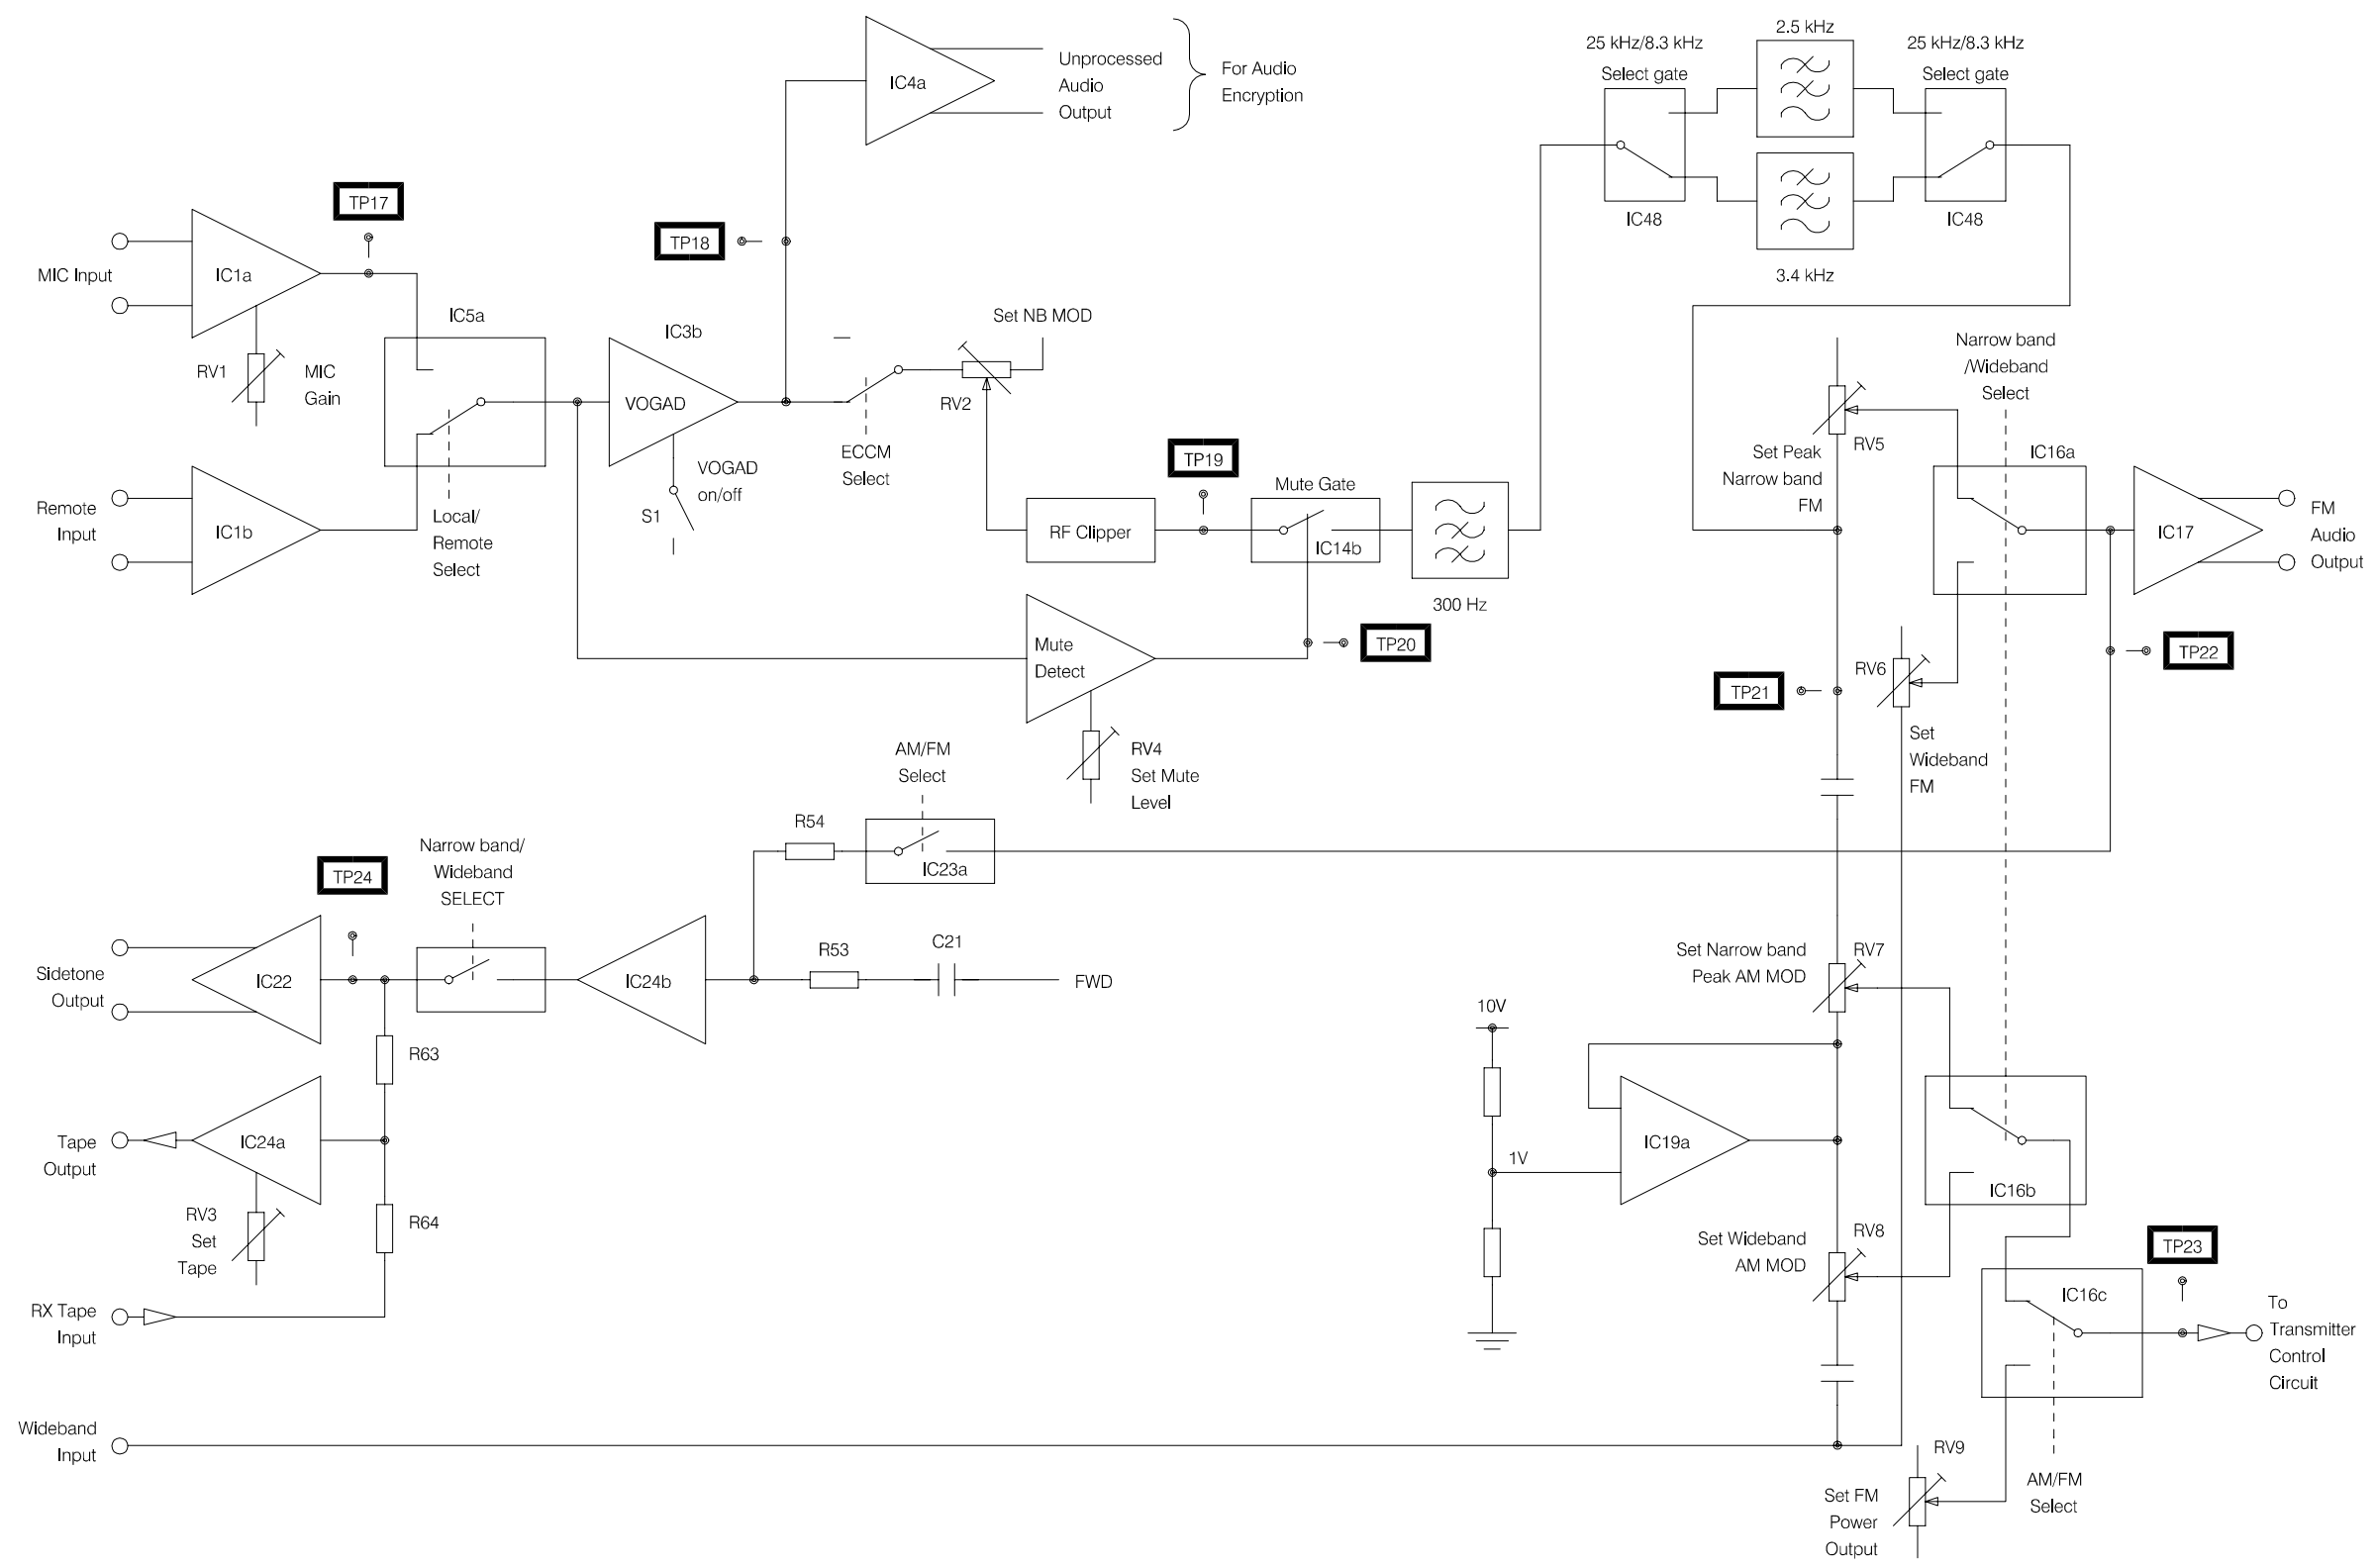 2.5 kHz
25 kHz/8.3 kHz
Select gate
25 kHz/8.3 kHz
Select gate
IC48
IC48
3.4 kHz
IC4a
Unprocessed
Audio
Output
For Audio
Encryption
TP17
TP18
MIC Input
IC1a
RV1
MIC
Gain
IC5a
IC3b
VOGAD
Set NB MOD
RV2
ECCM
Select
VOGAD
on/off
S1
Remote
Input
IC1b
Local/
Remote
Select
RF Clipper
TP19
Mute Gate
IC14b
300 Hz
Mute
Detect
TP20
RV4
Set Mute
Level
Narrow band
/Wideband
Select
RV5
Set Peak
Narrow band
FM
IC16a
IC17
FM
Audio
Output
RV6
TP21
TP22
Set
Wideband
FM
AM/FM
Select
R54
IC23a
Narrow band/
Wideband
SELECT
TP24
Sidetone
Output
IC22
IC24b
R53
C21
FWD
R63
Tape
Output
IC24a
RV3
Set
Tape
R64
RX Tape
Input
Wideband
Input
Set Narrow band
Peak AM MOD
RV7
10V
1V
IC19a
IC16b
Set Wideband
AM MOD
RV8
TP23
IC16c
To
Transmitter
Control
Circuit
RV9
AM/FM
Select
Set FM
Power
Output